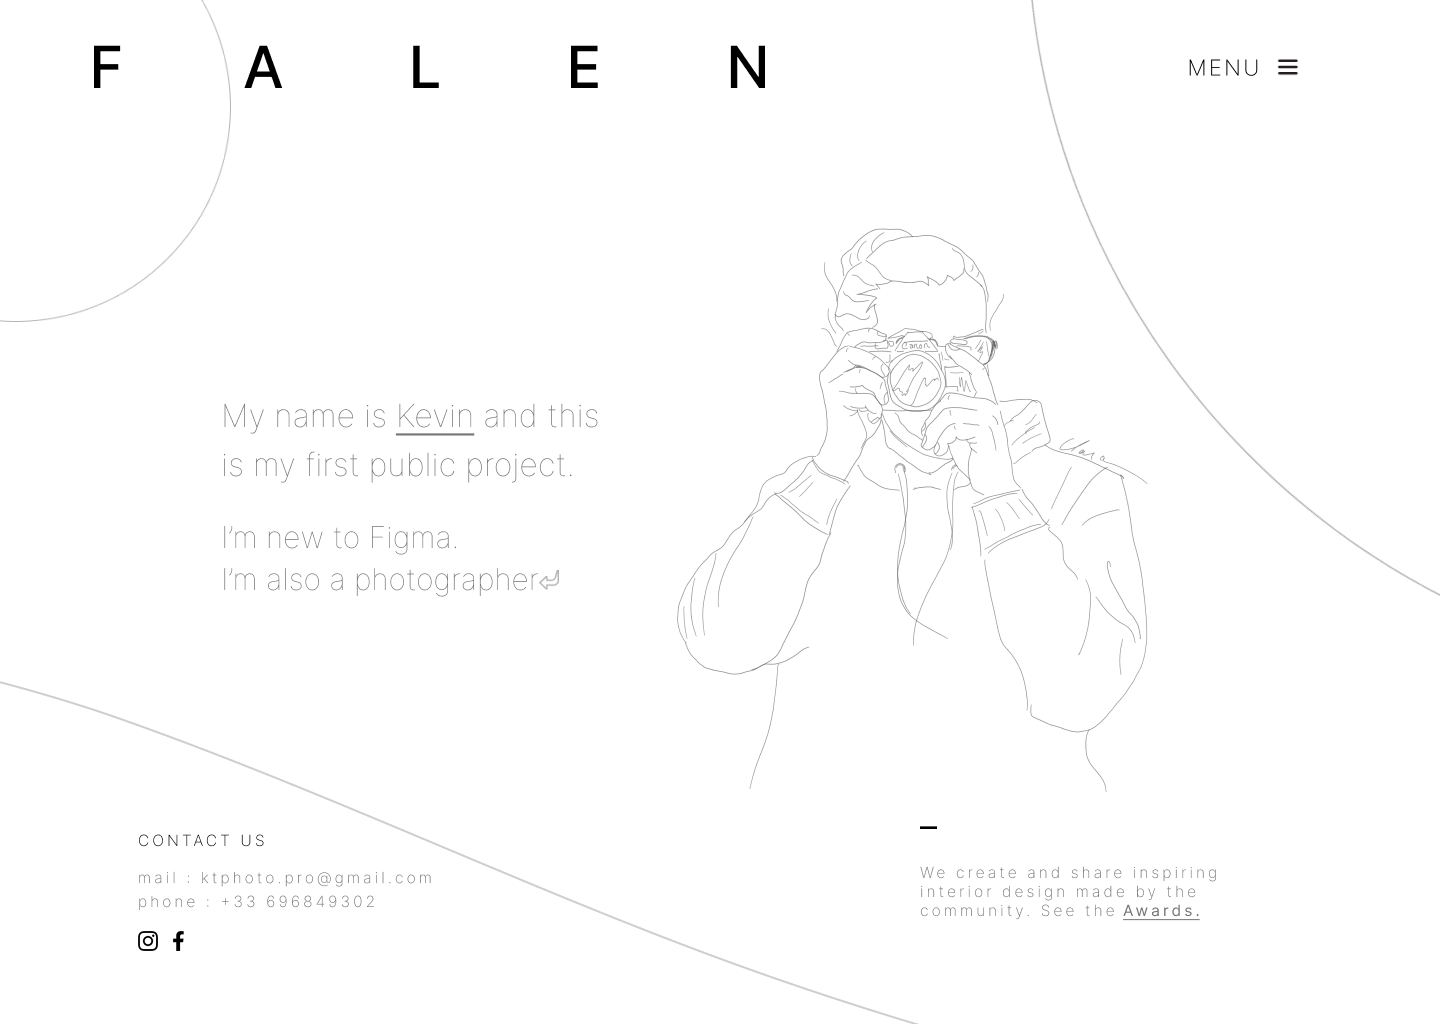 F A L E N
MENU
Canon
My name is Kevin and this
is my first public project.
I’m new to Figma.
I’m also a photographer
CONTACT US
mail : ktphoto.pro@gmail.com
phone : +33 696849302
We create and share inspiring
interior design made by the
community. See the Awards.